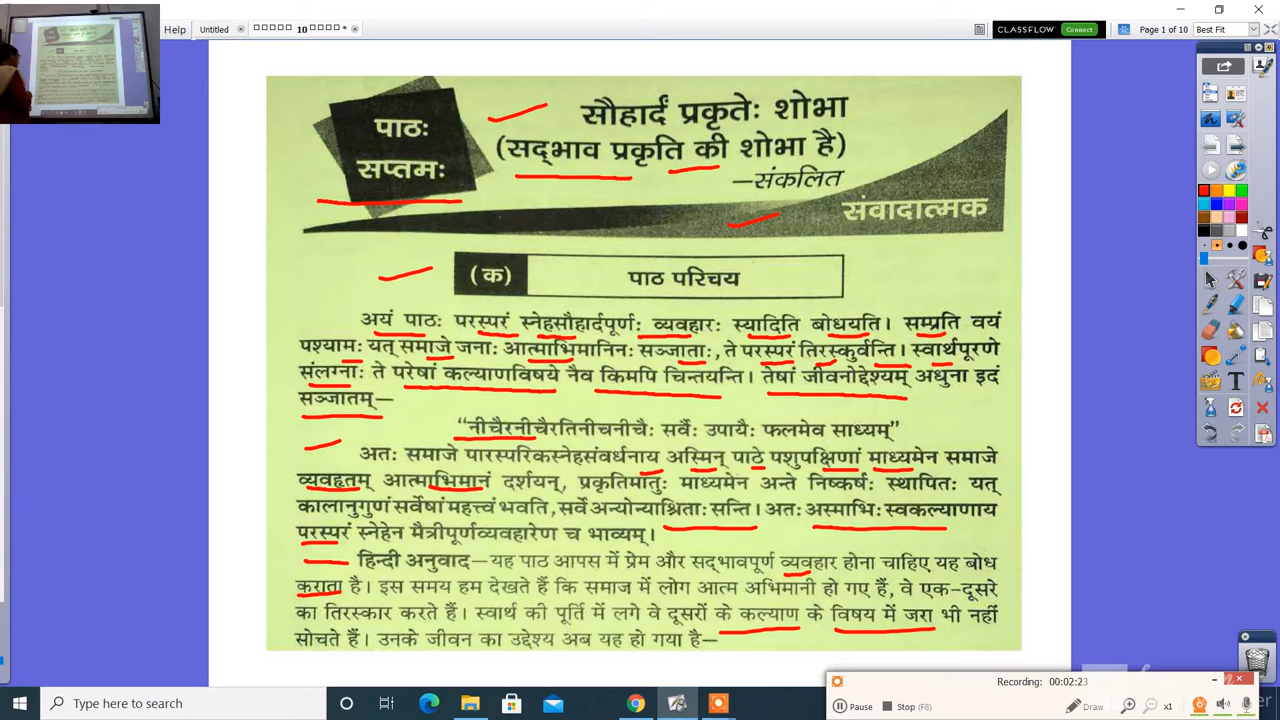 Help
Untitled
10
*
CLASSFLOW
Connect
Page 1 of 10
Best Fit
पाठः
सप्तमः
सौहार्दं प्रकृतेः शोभा
(सद्‌भाव प्रकृति की शोभा है)
—संकलित
संवादात्मक
(क)
पाठ परिचय
अयं पाठः परस्परं स्नेहसौहार्दपूर्णः व्यवहारः स्यादिति बोधयति। सम्प्रति वयं
पश्यामः यत् समाजे जनाः आत्माभिमानिनः सञ्जाताः, ते परस्परं तिरस्कुर्वन्ति। स्वार्थपूरणे
संलग्नाः ते परेषां कल्याणविषये नैव किमपि चिन्तयन्ति। तेषां जीवनोद्देश्यम् अधुना इदं
सञ्जातम्—
“नीचैरनीचैरतिनीचनीचैः सर्वैः उपायैः फलमेव साध्यम्”
अतः समाजे पारस्परिकस्नेहसंवर्धनाय अस्मिन् पाठे पशुपक्षिणां माध्यमेन समाजे
व्यवहृतम् आत्माभिमानं दर्शयन्, प्रकृतिमातुः माध्यमेन अन्ते निष्कर्षः स्थापितः यत्
कालानुगुणं सर्वेषां महत्त्वं भवति, सर्वे अन्योन्याश्रिताः सन्ति। अतः अस्माभिः स्वकल्याणाय
परस्परं स्नेहेन मैत्रीपूर्णव्यवहारेण च भाव्यम्।
हिन्दी अनुवाद—यह पाठ आपस में प्रेम और सद्‌भावपूर्ण व्यवहार होना चाहिए यह बोध
कराता है। इस समय हम देखते हैं कि समाज में लोग आत्म अभिमानी हो गए हैं, वे एक-दूसरे
का तिरस्कार करते हैं। स्वार्थ की पूर्ति में लगे वे दूसरों के कल्याण के विषय में जरा भी नहीं
सोचते हैं। उनके जीवन का उद्देश्य अब यह हो गया है—
Recording: 00:02:23
Pause
Stop (F8)
Draw
x1
Type here to search